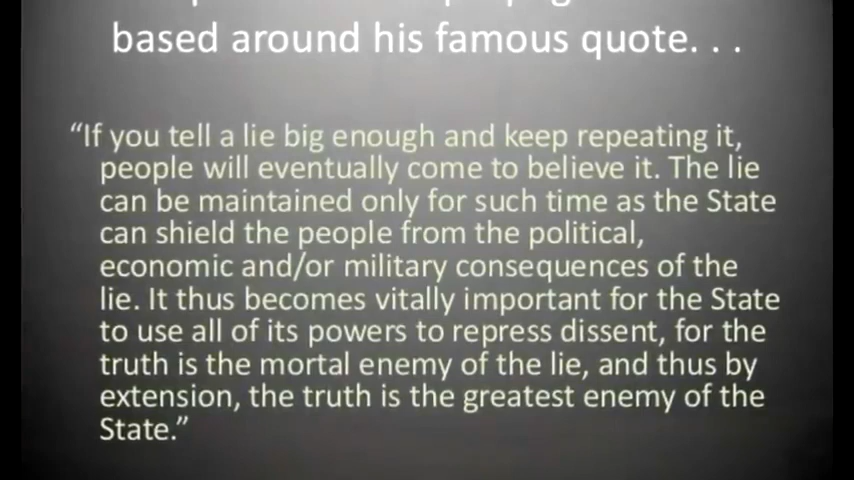 based around his famous quote. . .
“If you tell a lie big enough and keep repeating it,
people will eventually come to believe it. The lie
can be maintained only for such time as the State
can shield the people from the political,
economic and/or military consequences of the
lie. It thus becomes vitally important for the State
to use all of its powers to repress dissent, for the
truth is the mortal enemy of the lie, and thus by
extension, the truth is the greatest enemy of the
State.”